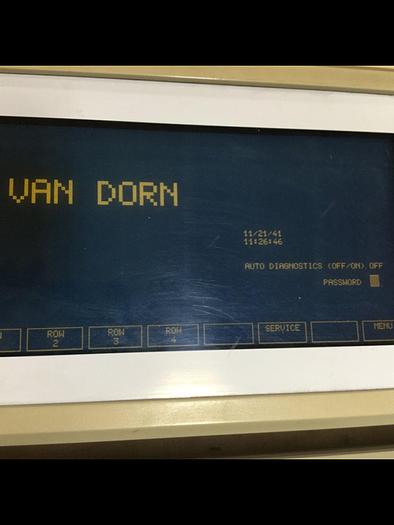 VAN DORN
11/21/41
11:26:46
AUTO DIAGNOSTICS (OFF/ON) OFF
PASSWORD
ROW 2
ROW 3
ROW 4
SERVICE
MENU